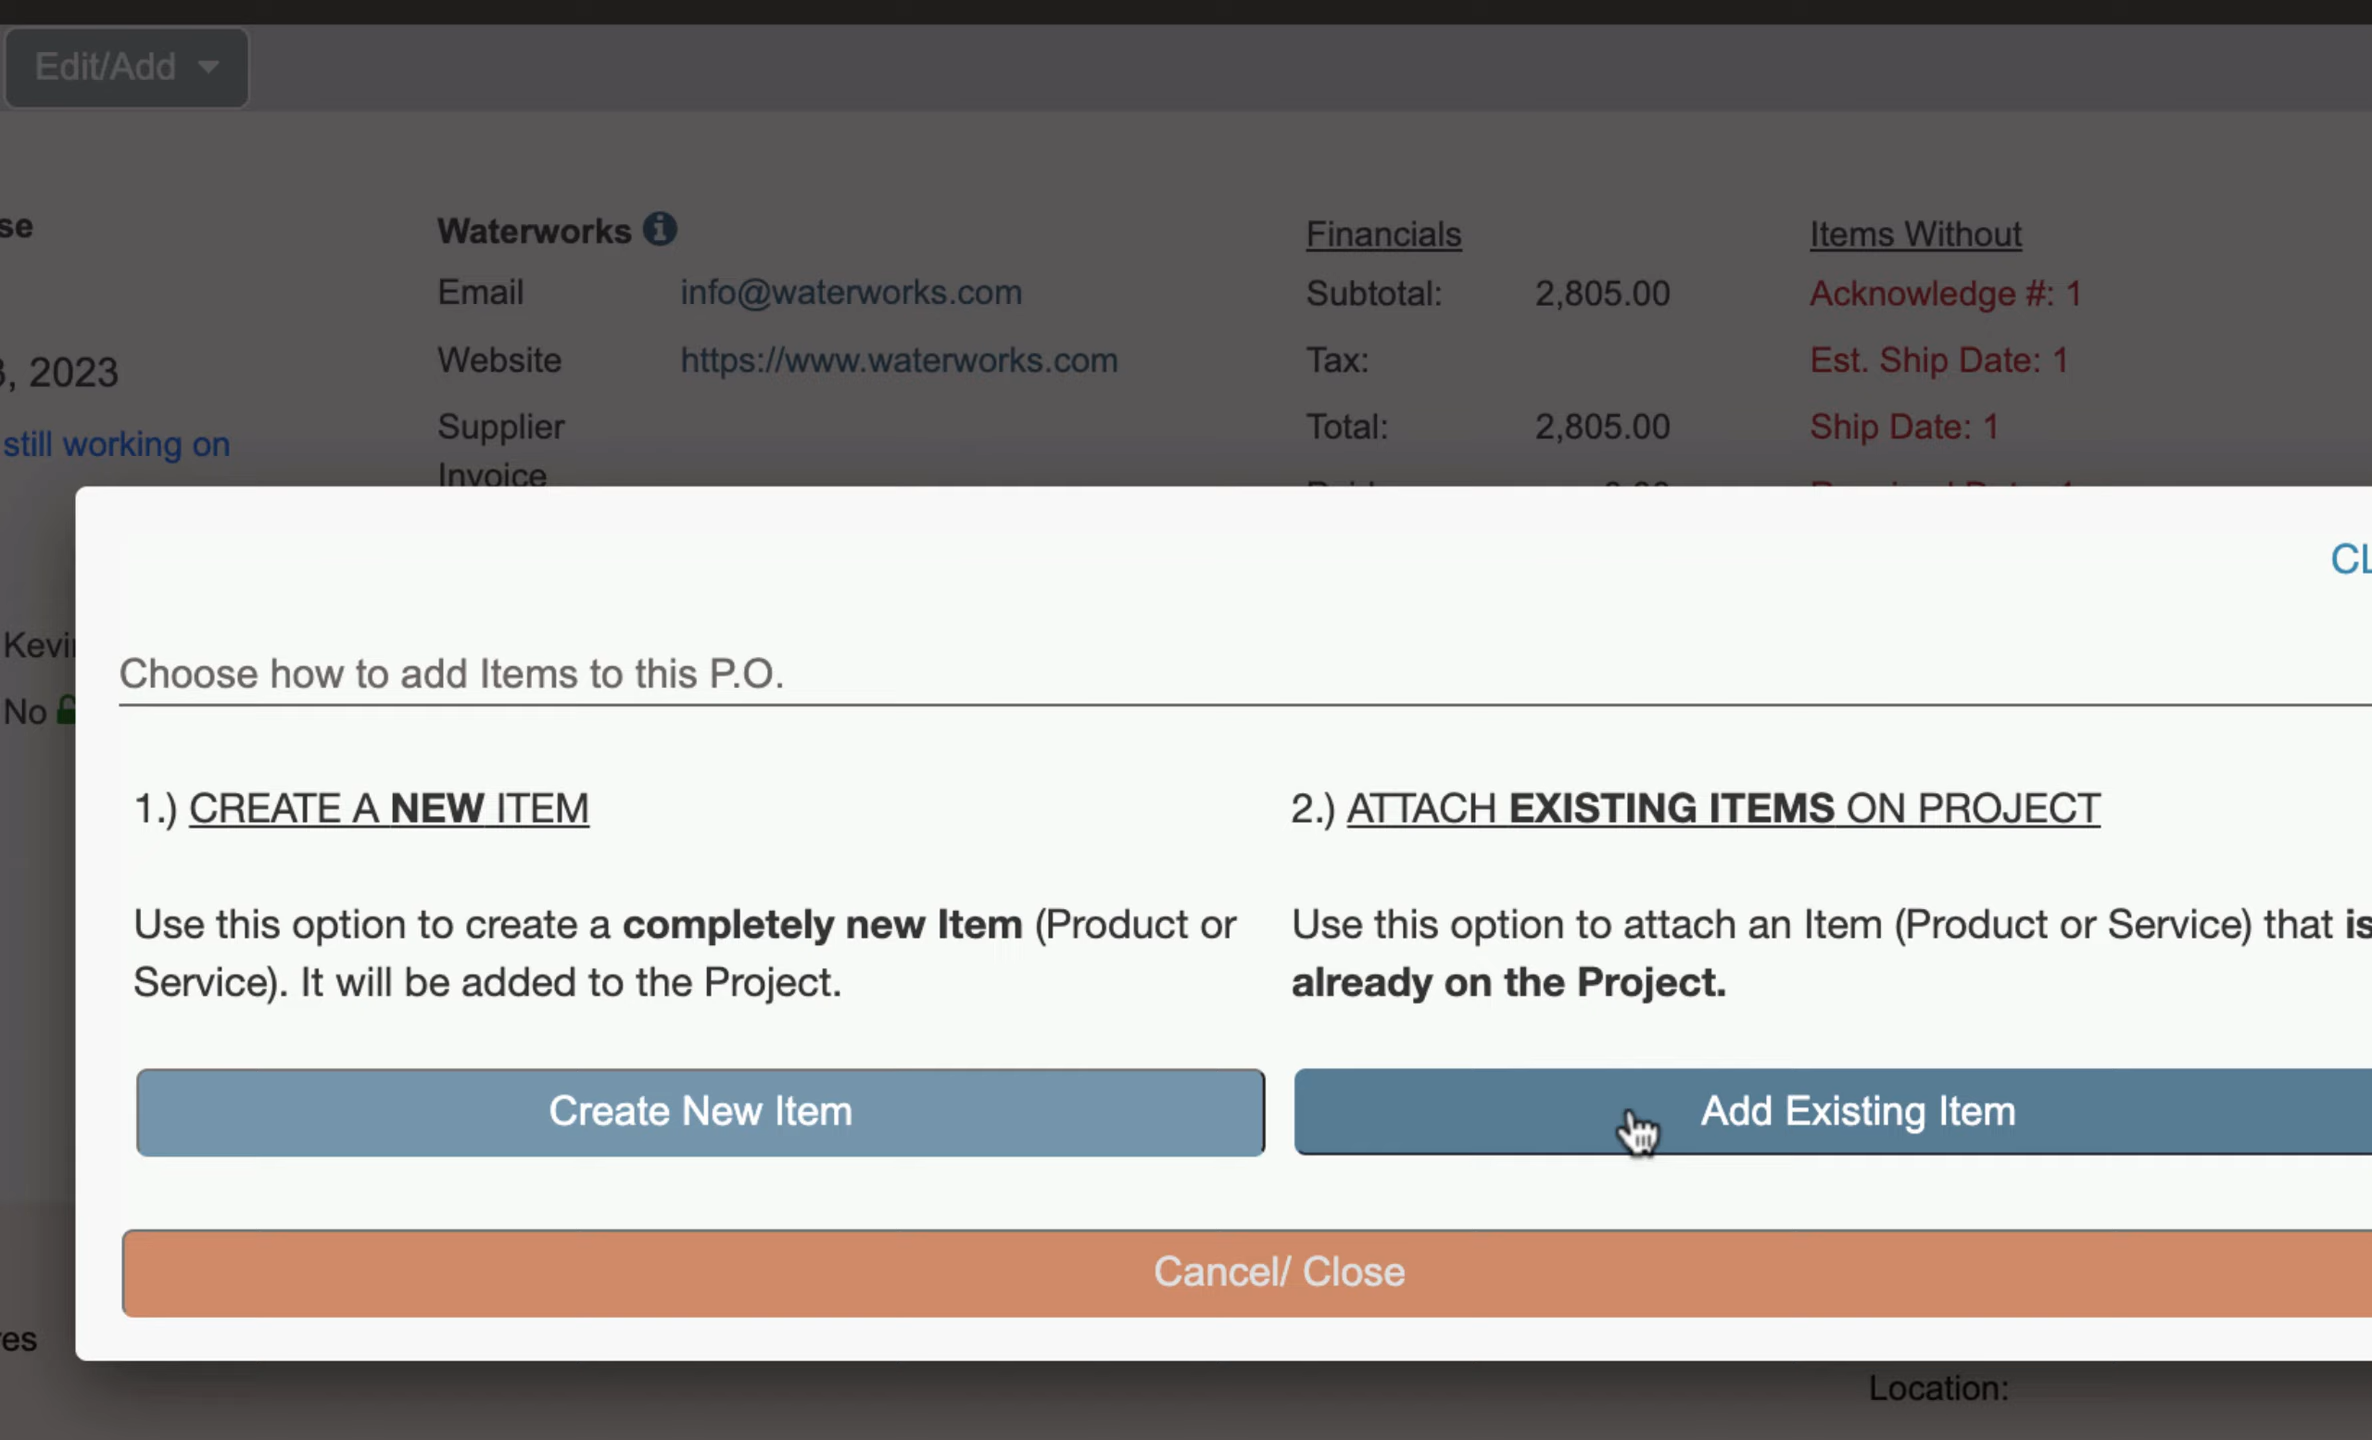 Edit/Add
se
Waterworks
Financials
Items Without
Email info@waterworks.com
Subtotal: 2,805.00
Acknowledge #: 1
, 2023
Website https://www.waterworks.com
Tax:
Est. Ship Date: 1
still working on
Supplier
Invoice
Total: 2,805.00
Ship Date: 1
CL
Kevin
No
Choose how to add Items to this P.O.
1.) CREATE A NEW ITEM
2.) ATTACH EXISTING ITEMS ON PROJECT
Use this option to create a completely new Item (Product or
Service). It will be added to the Project.
Use this option to attach an Item (Product or Service) that is
already on the Project.
Create New Item
Add Existing Item
Cancel/ Close
es
Location: